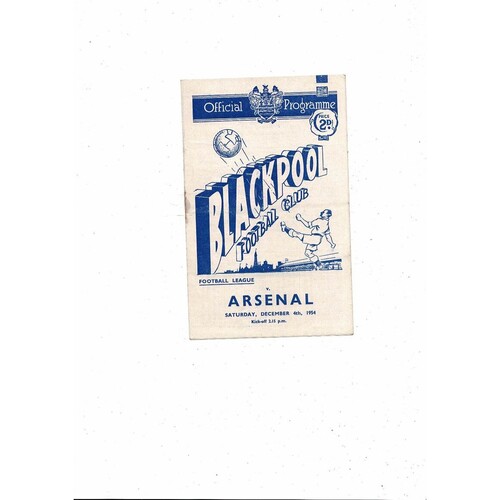 Official Programme
PRICE
2D
BLACKPOOL
FOOTBALL CLUB
FOOTBALL LEAGUE
v.
ARSENAL
SATURDAY, DECEMBER 4th, 1954
Kick-off 2.15 p.m.